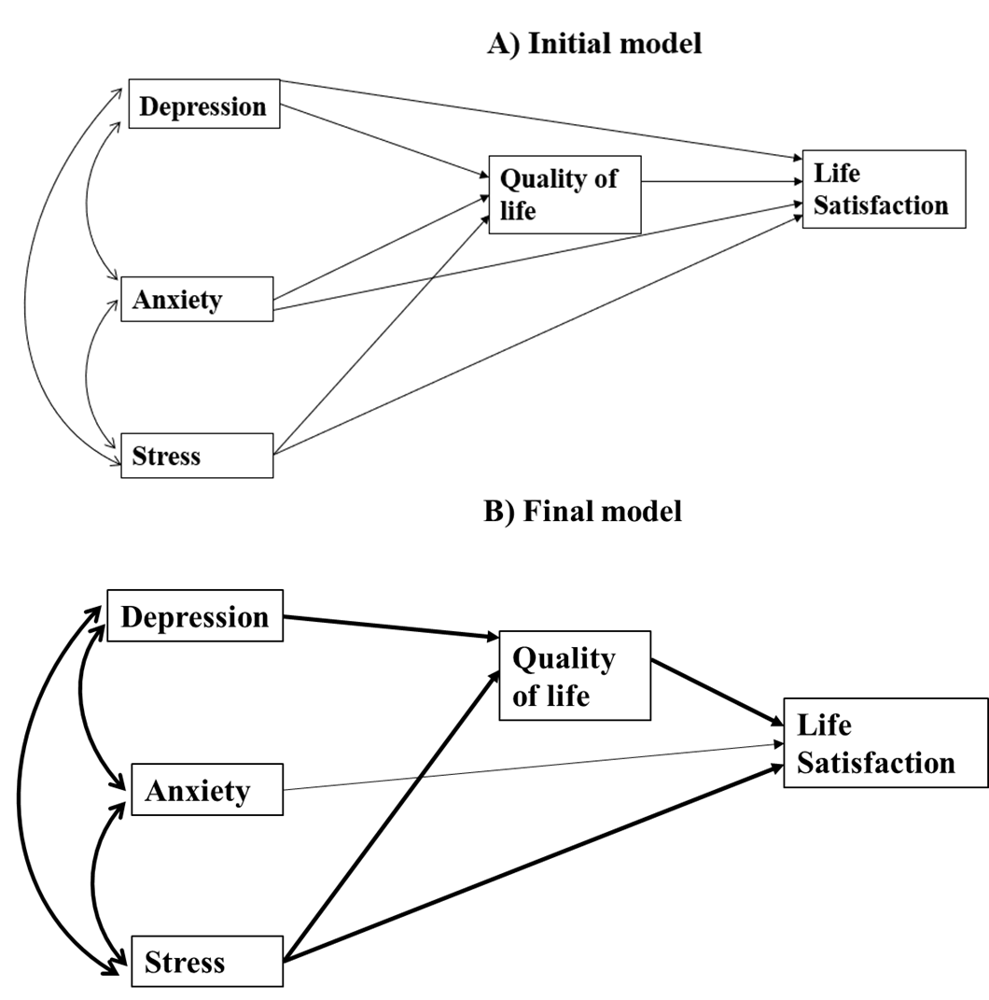 A) Initial model
Depression
Quality of
life
Life
Satisfaction
Anxiety
Stress
B) Final model
Depression
Quality
of life
Life
Satisfaction
Anxiety
Stress